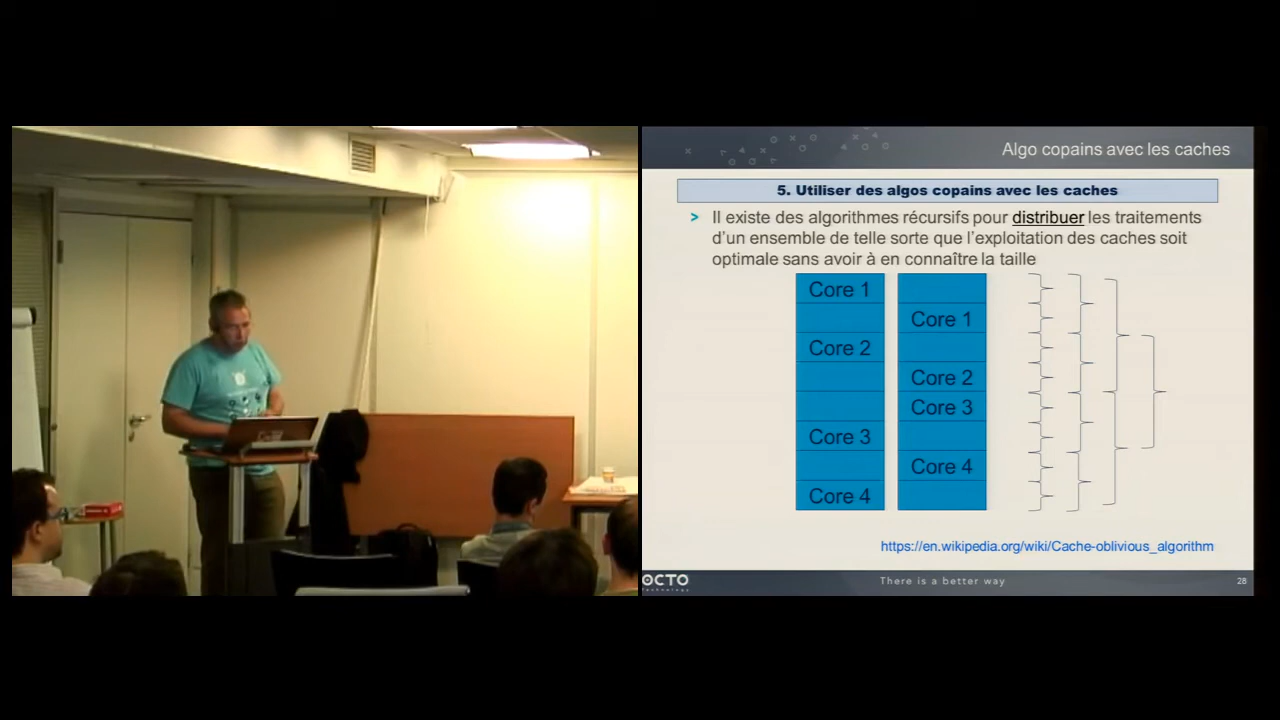 Algo copains avec les caches
5. Utiliser des algos copains avec les caches
> Il existe des algorithmes récursifs pour distribuer les traitements
d'un ensemble de telle sorte que l'exploitation des caches soit
optimale sans avoir à en connaître la taille
Core 1
Core 1
Core 2
Core 2
Core 3
Core 3
Core 4
Core 4
https://en.wikipedia.org/wiki/Cache-oblivious_algorithm
OCTO
Technology
There is a better way
28